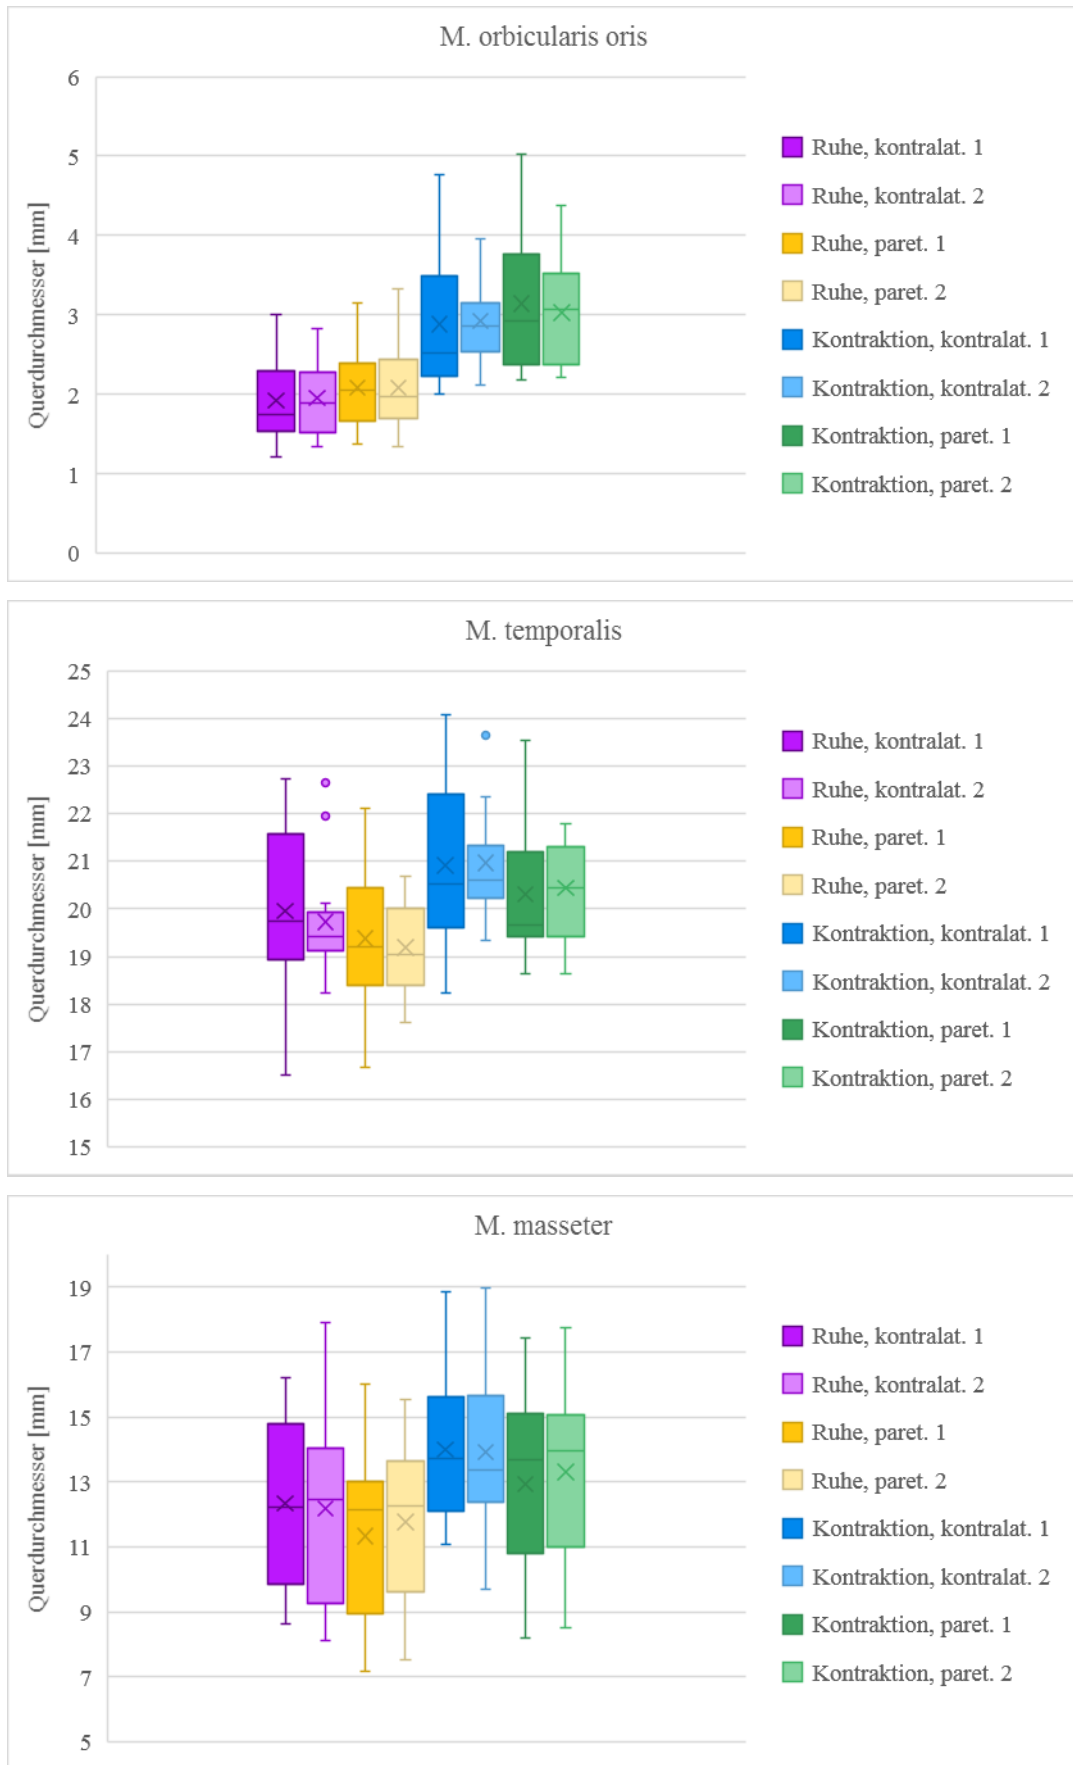 M. orbicularis oris
Querdurchmesser [mm]
6
5
4
3
2
1
0
Ruhe, kontralat. 1
Ruhe, kontralat. 2
Ruhe, paret. 1
Ruhe, paret. 2
Kontraktion, kontralat. 1
Kontraktion, kontralat. 2
Kontraktion, paret. 1
Kontraktion, paret. 2
M. temporalis
Querdurchmesser [mm]
25
24
23
22
21
20
19
18
17
16
15
Ruhe, kontralat. 1
Ruhe, kontralat. 2
Ruhe, paret. 1
Ruhe, paret. 2
Kontraktion, kontralat. 1
Kontraktion, kontralat. 2
Kontraktion, paret. 1
Kontraktion, paret. 2
M. masseter
Querdurchmesser [mm]
19
17
15
13
11
9
7
5
Ruhe, kontralat. 1
Ruhe, kontralat. 2
Ruhe, paret. 1
Ruhe, paret. 2
Kontraktion, kontralat. 1
Kontraktion, kontralat. 2
Kontraktion, paret. 1
Kontraktion, paret. 2